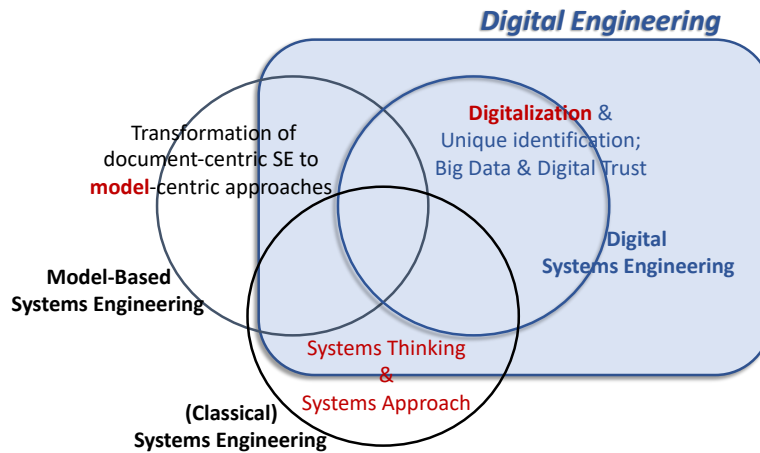 Digital Engineering
Transformation of
document-centric SE to
model-centric approaches
Digitalization &
Unique identification;
Big Data & Digital Trust
Digital
Systems Engineering
Model-Based
Systems Engineering
Systems Thinking
&
Systems Approach
(Classical)
Systems Engineering